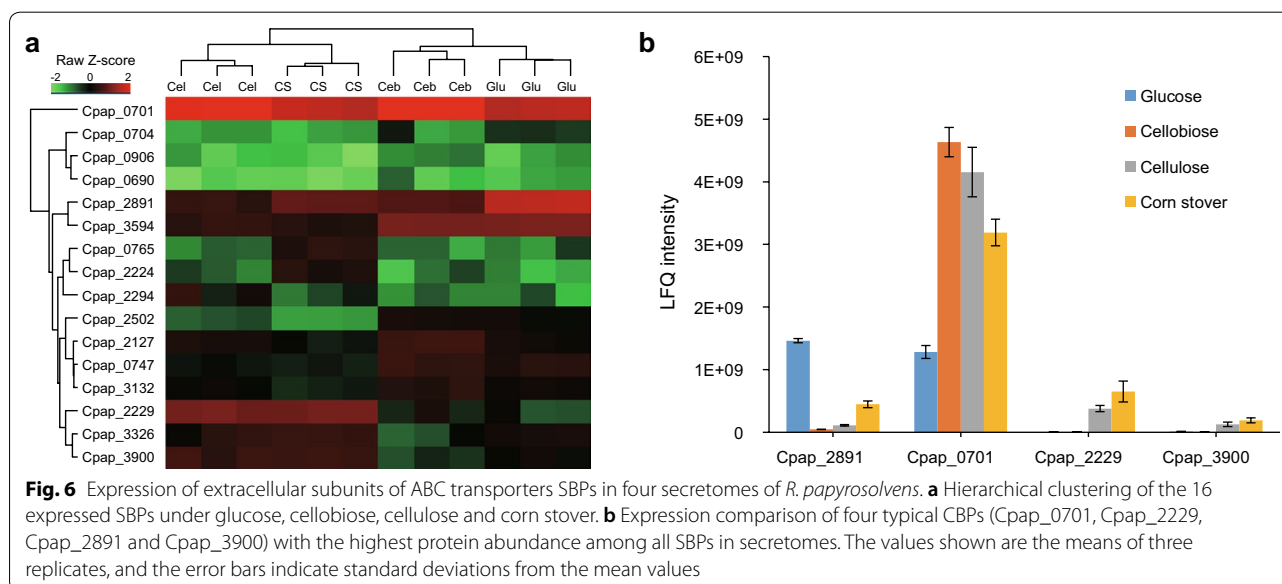 a
Raw Z-score
-2 0 2
Cel Cel Cel CS CS CS Ceb Ceb Ceb Glu Glu Glu
Cpap_0701
Cpap_0704
Cpap_0906
Cpap_0690
Cpap_2891
Cpap_3594
Cpap_0765
Cpap_2224
Cpap_2294
Cpap_2502
Cpap_2127
Cpap_0747
Cpap_3132
Cpap_2229
Cpap_3326
Cpap_3900
b
LFQ intensity
6E+09
5E+09
4E+09
3E+09
2E+09
1E+09
0
Glucose
Cellobiose
Cellulose
Corn stover
Cpap_2891 Cpap_0701 Cpap_2229 Cpap_3900
Fig. 6 Expression of extracellular subunits of ABC transporters SBPs in four secretomes of R. papyrosolvens. a Hierarchical clustering of the 16
expressed SBPs under glucose, cellobiose, cellulose and corn stover. b Expression comparison of four typical CBPs (Cpap_0701, Cpap_2229,
Cpap_2891 and Cpap_3900) with the highest protein abundance among all SBPs in secretomes. The values shown are the means of three
replicates, and the error bars indicate standard deviations from the mean values